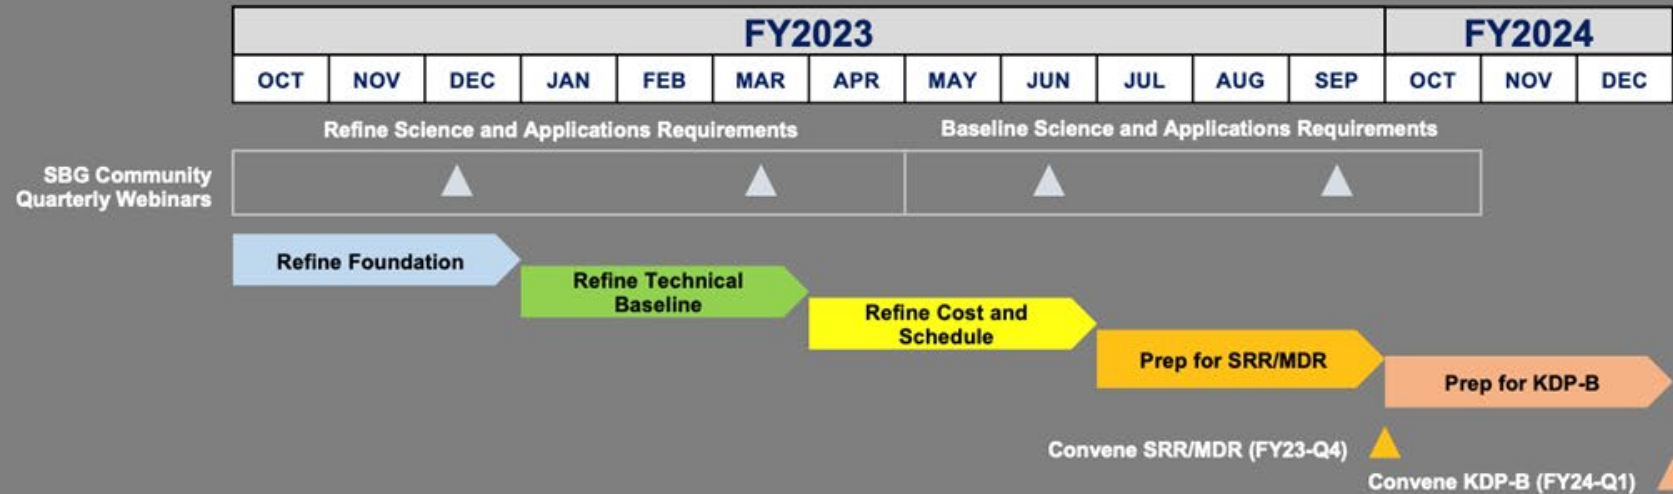 FY2023
FY2024
OCT NOV DEC JAN FEB MAR APR MAY JUN JUL AUG SEP OCT NOV DEC
Refine Science and Applications Requirements
Baseline Science and Applications Requirements
SBG Community
Quarterly Webinars
Refine Foundation
Refine Technical
Baseline
Refine Cost and
Schedule
Prep for SRR/MDR
Prep for KDP-B
Convene SRR/MDR (FY23-Q4)
Convene KDP-B (FY24-Q1)